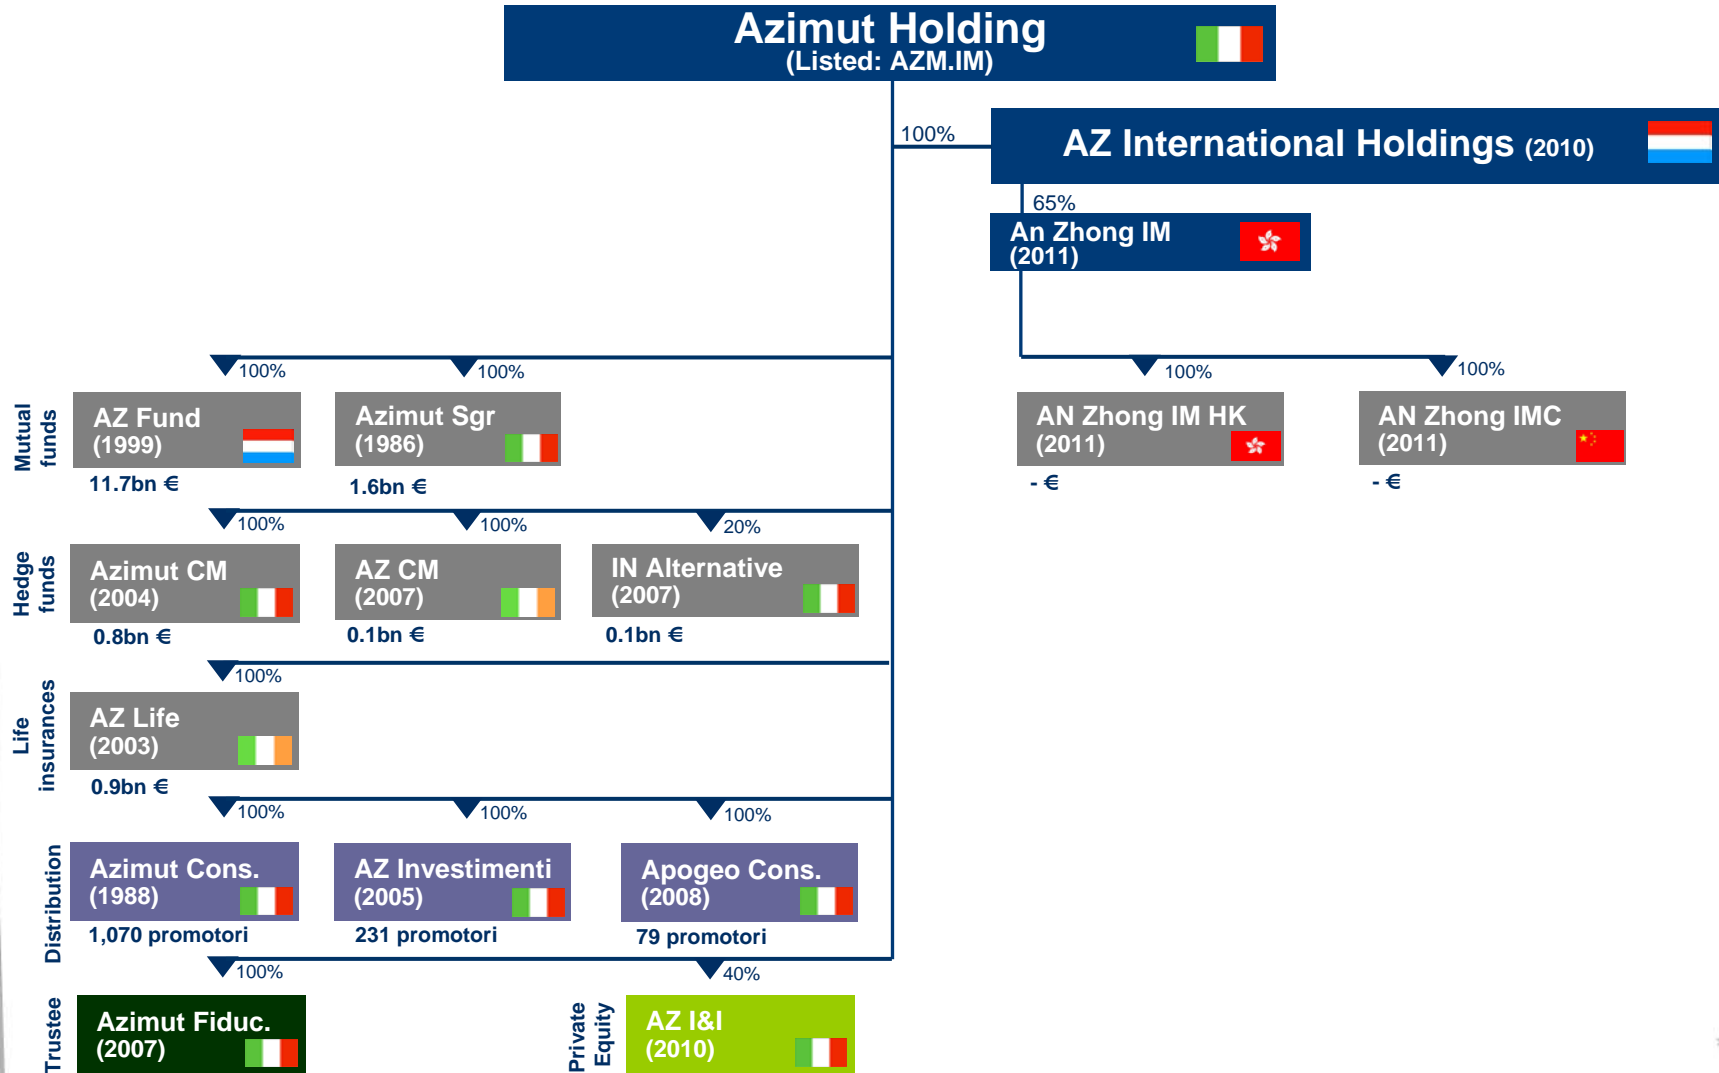 Azimut Holding
(Listed: AZM.IM)
100%
AZ International Holdings (2010)
65%
An Zhong IM
(2011)
100%
100%
100%
100%
Mutual
funds
AZ Fund
(1999)
11.7bn €
Azimut Sgr
(1986)
1.6bn €
AN Zhong IM HK
(2011)
- €
AN Zhong IMC
(2011)
- €
100%
100%
20%
Hedge
funds
Azimut CM
(2004)
0.8bn €
AZ CM
(2007)
0.1bn €
IN Alternative
(2007)
0.1bn €
100%
Life
insurances
AZ Life
(2003)
0.9bn €
100%
100%
100%
Distribution
Azimut Cons.
(1988)
1,070 promotori
AZ Investimenti
(2005)
231 promotori
Apogeo Cons.
(2008)
79 promotori
100%
40%
Trustee
Azimut Fiduc.
(2007)
Private
Equity
AZ I&I
(2010)